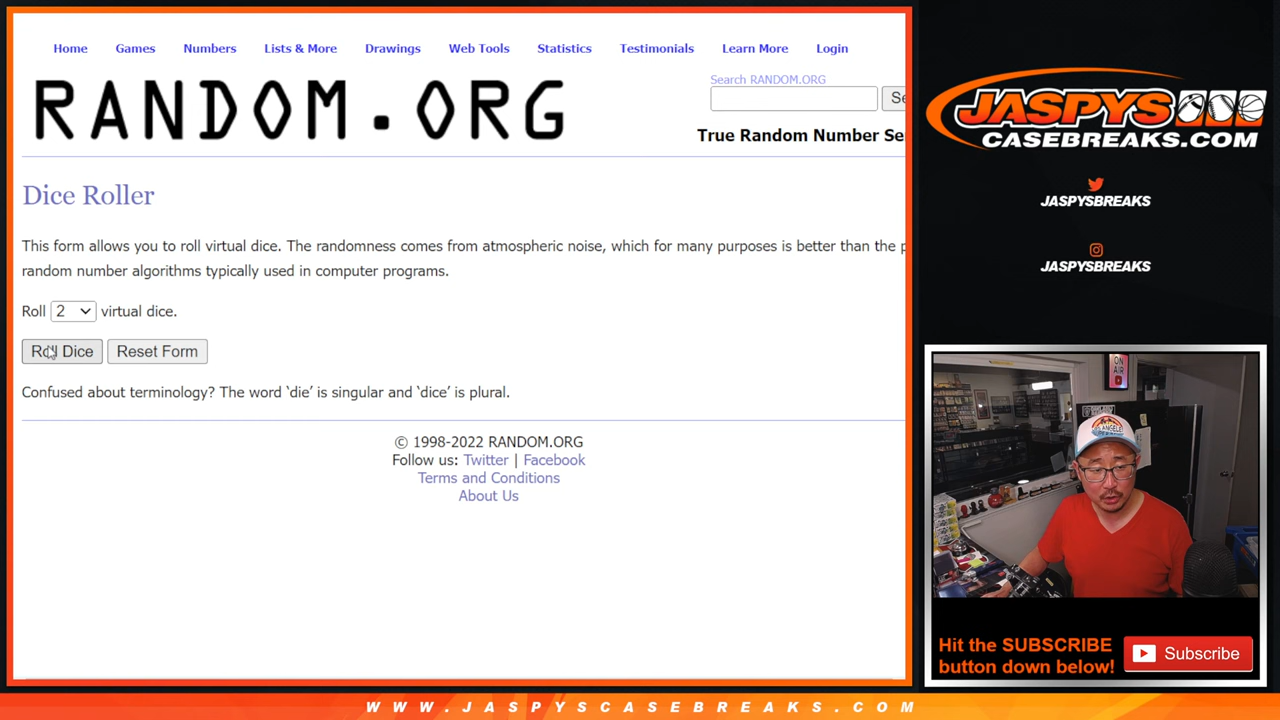 Home Games Numbers Lists & More Drawings Web Tools Statistics Testimonials Learn More Login
RANDOM.ORG
Search RANDOM.ORG
Se
True Random Number Se
Dice Roller
This form allows you to roll virtual dice. The randomness comes from atmospheric noise, which for many purposes is better than the p
random number algorithms typically used in computer programs.
Roll 2 virtual dice.
Roll Dice Reset Form
Confused about terminology? The word ‘die’ is singular and ‘dice’ is plural.
© 1998-2022 RANDOM.ORG
Follow us: Twitter | Facebook
Terms and Conditions
About Us
JASPYS
CASEBREAKS.COM
JASPYSBREAKS
JASPYSBREAKS
ON
AIR
Hit the SUBSCRIBE
button down below!
Subscribe
WWW.JASPYSCASEBREAKS.COM